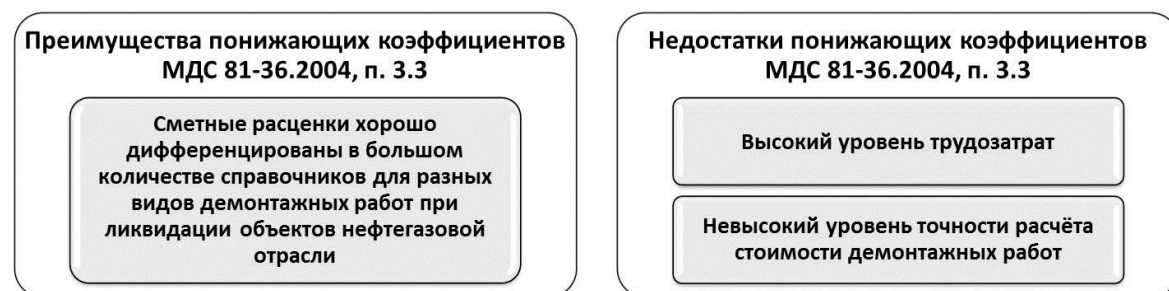 Преимущества понижающих коэффициентов
МДС 81-36.2004, п. 3.3
Сметные расценки хорошо
дифференцированы в большом
количестве справочников для разных
видов демонтажных работ при
ликвидации объектов нефтегазовой
отрасли
Недостатки понижающих коэффициентов
МДС 81-36.2004, п. 3.3
Высокий уровень трудозатрат
Невысокий уровень точности расчёта
стоимости демонтажных работ